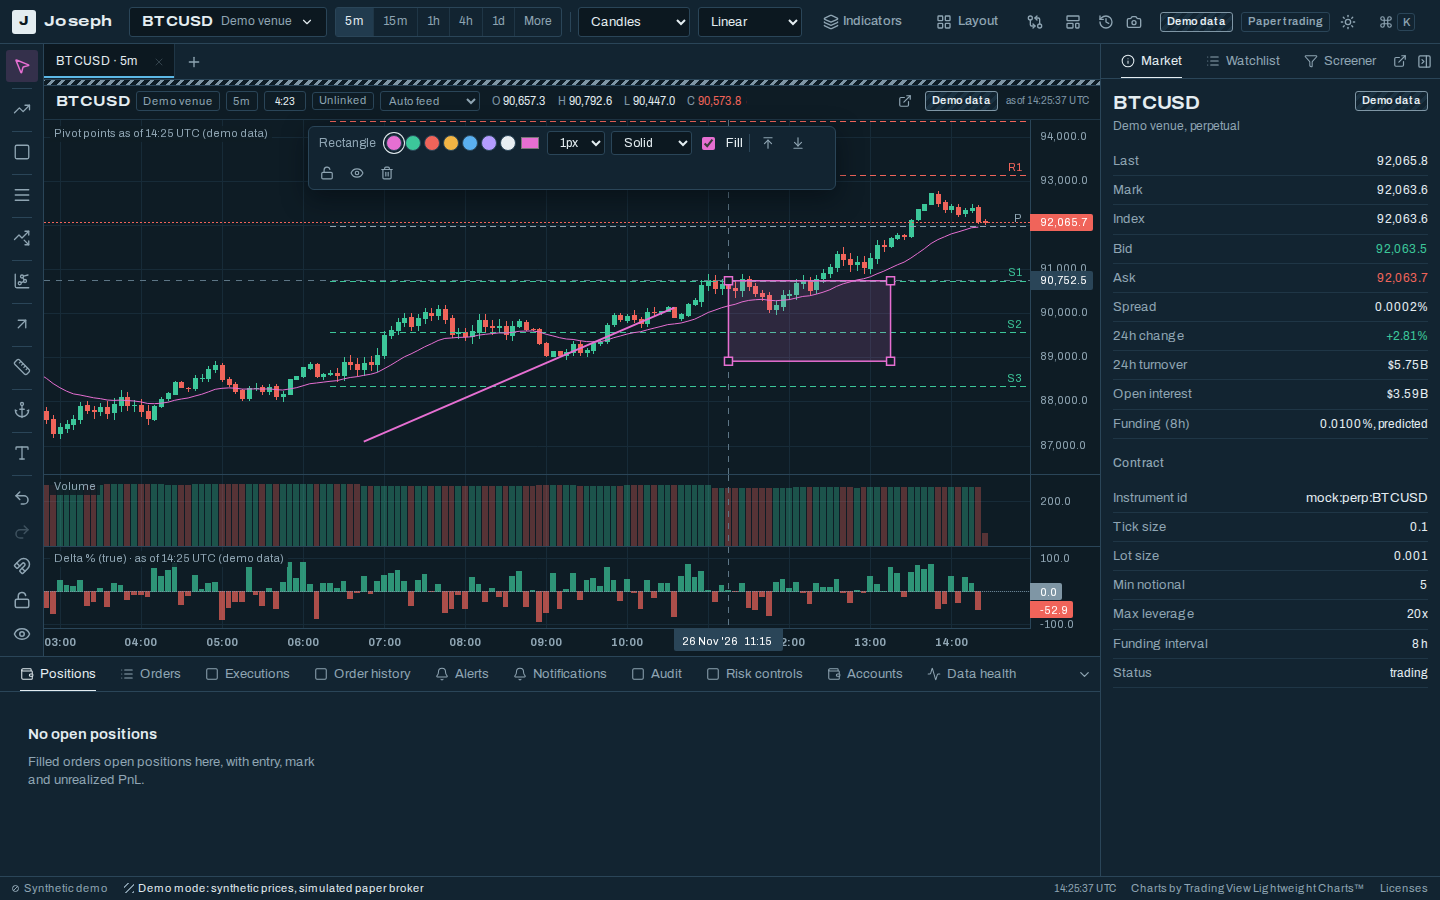 J Joseph BTCUSD Demo venue 5m 15m 1h 4h 1d More Candles Linear Indicators Layout Demo data Paper trading ⌘ K
BTCUSD · 5m × +
BTCUSD Demo venue 5m 4:23 Unlinked Auto feed O 90,657.3 H 90,792.6 L 90,447.0 C 90,573.8 Demo data as of 14:25:37 UTC
Pivot points as of 14:25 UTC (demo data)
Rectangle 1px Solid Fill
94,000.0
R1
93,000.0
P
92,065.7
S1
91,000.0
90,752.5
S2
90,000.0
89,000.0
S3
88,000.0
87,000.0
Volume
200.0
Delta % (true) · as of 14:25 UTC (demo data)
100.0
0.0
-52.9
-100.0
03:00 04:00 05:00 06:00 07:00 08:00 09:00 10:00 26 Nov '26 11:15 2:00 13:00 14:00
Market Watchlist Screener
BTCUSD Demo data
Demo venue, perpetual
Last 92,065.8
Mark 92,063.6
Index 92,063.6
Bid 92,063.5
Ask 92,063.7
Spread 0.0002%
24h change +2.81%
24h turnover $5.75B
Open interest $3.59B
Funding (8h) 0.0100%, predicted
Contract
Instrument id mock:perp:BTCUSD
Tick size 0.1
Lot size 0.001
Min notional 5
Max leverage 20x
Funding interval 8h
Status trading
Positions Orders Executions Order history Alerts Notifications Audit Risk controls Accounts Data health
No open positions
Filled orders open positions here, with entry, mark
and unrealized PnL.
Synthetic demo Demo mode: synthetic prices, simulated paper broker 14:25:37 UTC Charts by TradingView Lightweight Charts™ Licenses